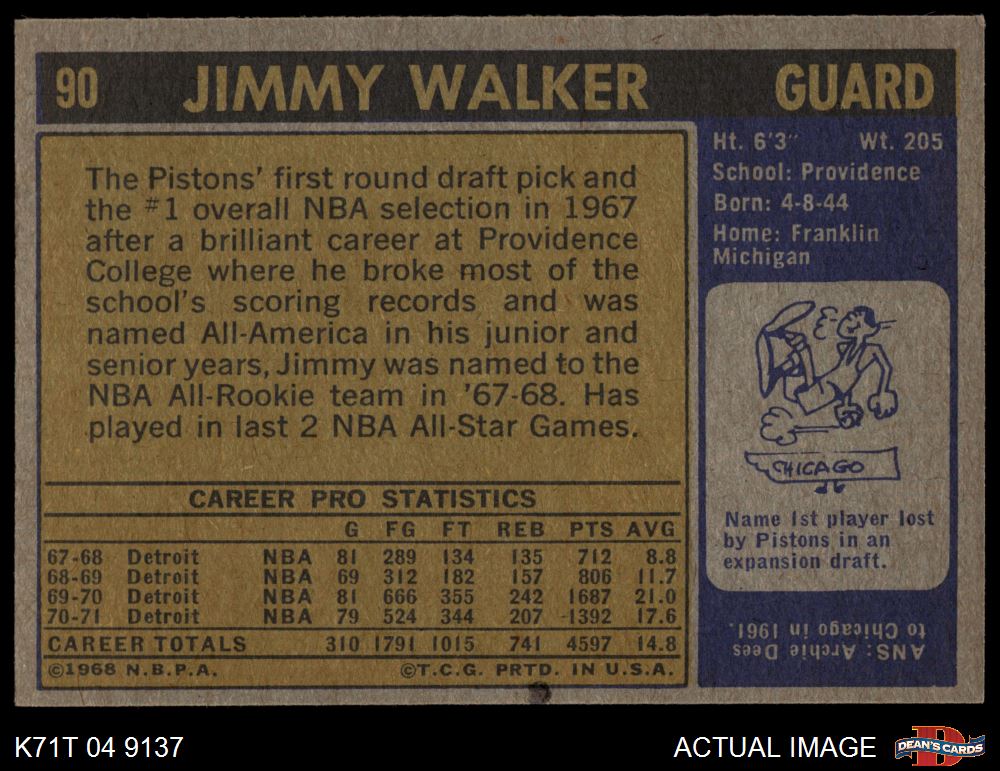 90 JIMMY WALKER GUARD
The Pistons' first round draft pick and
the #1 overall NBA selection in 1967
after a brilliant career at Providence
College where he broke most of the
school's scoring records and was
named All-America in his junior and
senior years, Jimmy was named to the
NBA All-Rookie team in '67-68. Has
played in last 2 NBA All-Star Games.
CAREER PRO STATISTICS
G FG FT REB PTS AVG
67-68 Detroit NBA 81 289 134 135 712 8.8
68-69 Detroit NBA 69 312 182 157 806 11.7
69-70 Detroit NBA 81 666 355 242 1687 21.0
70-71 Detroit NBA 79 524 344 207 1392 17.6
CAREER TOTALS 310 1791 1015 741 4597 14.8
©1968 N.B.P.A. ©T.C.G. PRTD. IN U.S.A.
Ht. 6'3" Wt. 205
School: Providence
Born: 4-8-44
Home: Franklin
Michigan
CHICAGO
Name 1st player lost
by Pistons in an
expansion draft.
ANS: Archie Dees
to Chicago in 1961.
K71T 04 9137
ACTUAL IMAGE
DEAN'S CARDS